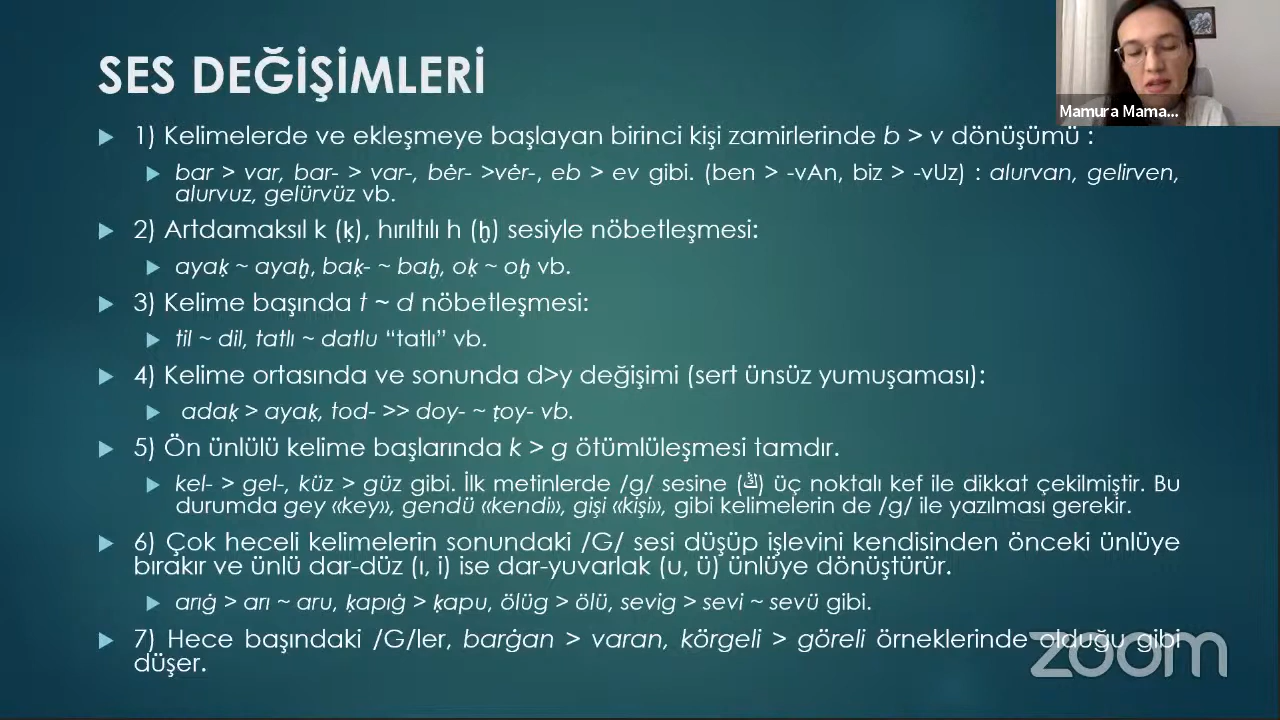 SES DEĞİŞİMLERİ
Mamura Mama...
1) Kelimelerde ve ekleşmeye başlayan birinci kişi zamirlerinde b > v dönüşümü :
bar > var, bar- > var-, bėr- >vėr-, eb > ev gibi. (ben > -vAn, biz > -vUz) : alurvan, gelirven,
alurvuz, gelürvüz vb.
2) Artdamaksıl k (ḳ), hırıltılı h (ḫ) sesiyle nöbetleşmesi:
ayaḳ ~ ayaḫ, baḳ- ~ baḫ, oḳ ~ oḫ vb.
3) Kelime başında t ~ d nöbetleşmesi:
til ~ dil, tatlı ~ datlu “tatlı” vb.
4) Kelime ortasında ve sonunda d>y değişimi (sert ünsüz yumuşaması):
adaḳ > ayaḳ, tod- >> doy- ~ ṭoy- vb.
5) Ön ünlülü kelime başlarında k > g ötümlüleşmesi tamdır.
kel- > gel-, küz > güz gibi. İlk metinlerde /g/ sesine (ڭ) üç noktalı kef ile dikkat çekilmiştir. Bu
durumda gey «key», gendü «kendi», gişi «kişi», gibi kelimelerin de /g/ ile yazılması gerekir.
6) Çok heceli kelimelerin sonundaki /G/ sesi düşüp işlevini kendisinden önceki ünlüye
bırakır ve ünlü dar-düz (ı, i) ise dar-yuvarlak (u, ü) ünlüye dönüştürür.
arıġ > arı ~ aru, ḳapıġ > ḳapu, ölüg > ölü, sevig > sevi ~ sevü gibi.
7) Hece başındaki /G/ler, barġan > varan, körgeli > göreli örneklerinde olduğu gibi
düşer.
zoom